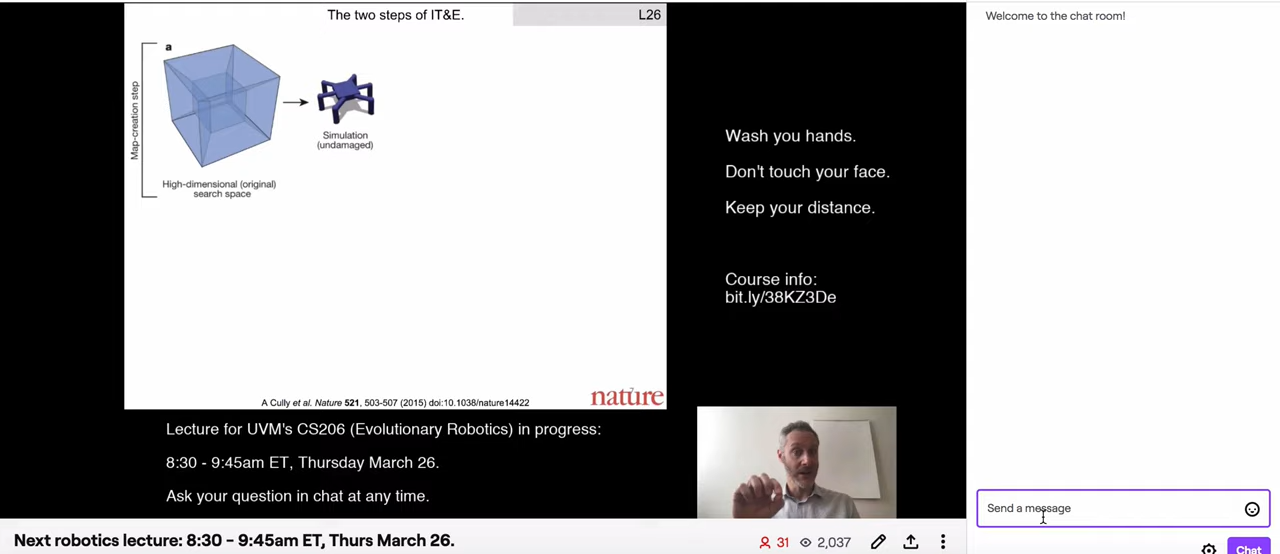 The two steps of IT&E.
L26
a
Map-creation step
Simulation
(undamaged)
High-dimensional (original)
search space
A Cully et al. Nature 521, 503-507 (2015) doi:10.1038/nature14422
nature
Wash you hands.
Don't touch your face.
Keep your distance.
Course info:
bit.ly/38KZ3De
Lecture for UVM's CS206 (Evolutionary Robotics) in progress:
8:30 - 9:45am ET, Thursday March 26.
Ask your question in chat at any time.
Next robotics lecture: 8:30 - 9:45am ET, Thurs March 26.
31
2,037
Welcome to the chat room!
Send a message
Chat